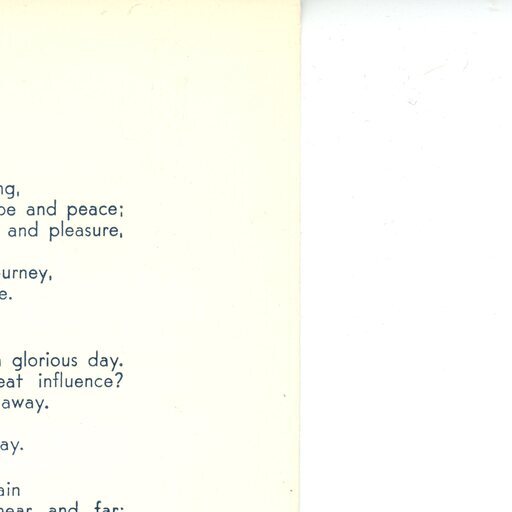 ng,
pe and peace;
and pleasure,
urney,
e.
glorious day.
eat influence?
away.
ay.
ain
near and far;